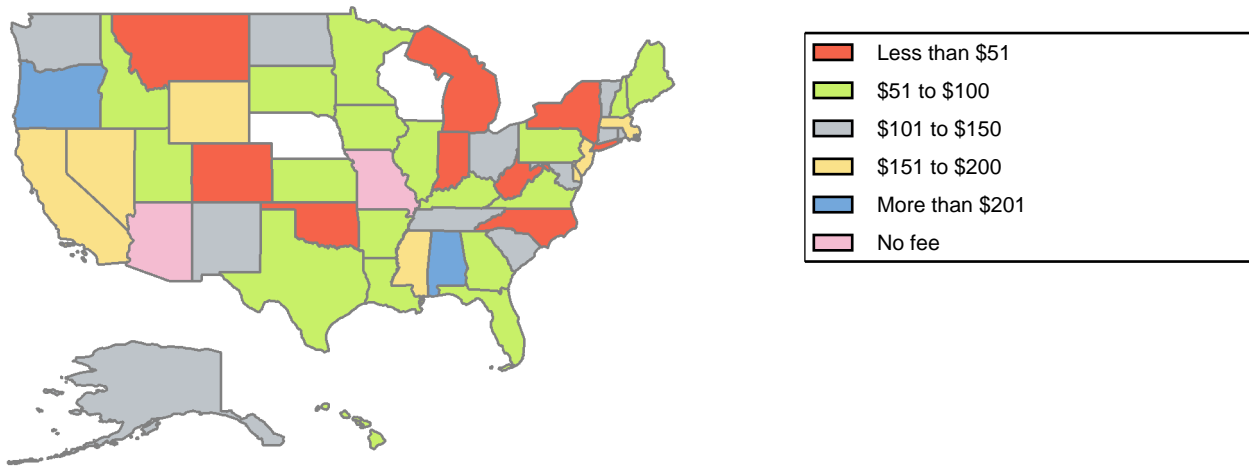 Less than $51
$51 to $100
$101 to $150
$151 to $200
More than $201
No fee